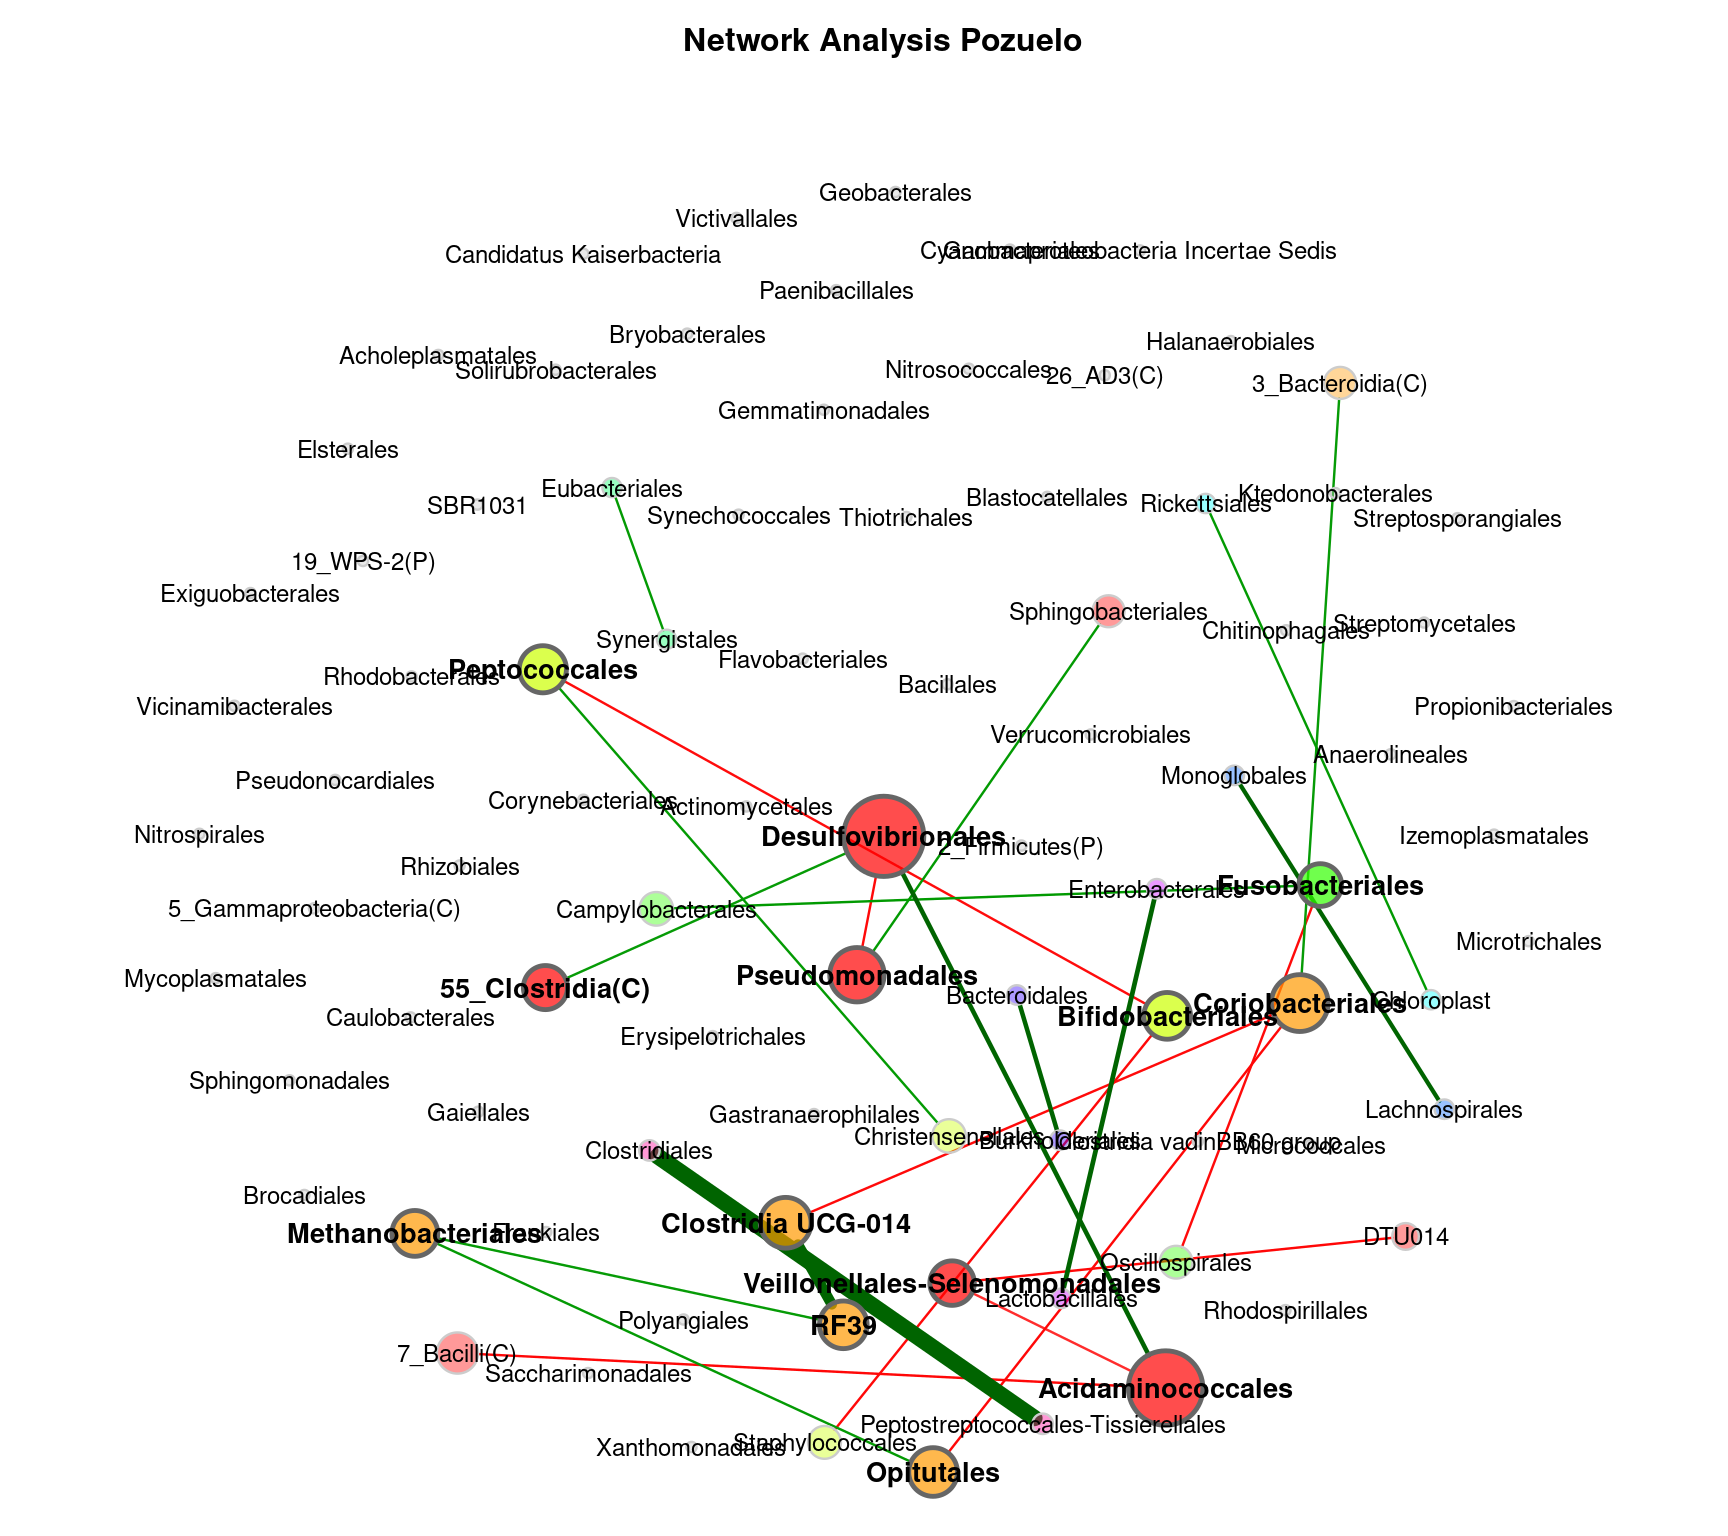 Network Analysis Pozuelo
Geobacterales
Victivallales
Candidatus Kaiserbacteria
Gammaproteobacteria Incertae Sedis
Paenibacillales
Bryobacterales
Halanaerobiales
Acholeplasmatales
Solirubrobacterales
Nitrosococcales
26_AD3(C)
3_Bacteroidia(C)
Gemmatimonadales
Elsterales
Eubacteriales
SBR1031
Synechococcales
Thiotrichales
Blastocatellales
Rickettsiales
Ktedonobacterales
Streptosporangiales
19_WPS-2(P)
Exiguobacterales
Sphingobacteriales
Chitinophagales
Streptomycetales
Synergistales
Peptococcales
Rhodobacterales
Flavobacteriales
Bacillales
Vicinamibacterales
Propionibacteriales
Verrucomicrobiales
Anaerolineales
Pseudonocardiales
Monoglobales
Corynebacteriales
Actinomycetales
Nitrospirales
Desulfovibrionales
2_Firmicutes(P)
Izemoplasmatales
Rhizobiales
Enterobacterales
Fusobacteriales
5_Gammaproteobacteria(C)
Campylobacterales
Microtrichales
Mycoplasmatales
55_Clostridia(C)
Pseudomonadales
Bacteroidales
Coriobacteriales
Chloroplast
Caulobacterales
Bifidobacteriales
Erysipelotrichales
Sphingomonadales
Gaiellales
Gastranaerophilales
Lachnospirales
Christensenellales
Burkholderiales
Clostridia vadinBB60 group
Micrococcales
Clostridiales
Brocadiales
Methanobacteriales
Frankiales
Clostridia UCG-014
DTU014
Oscillospirales
Veillonellales-Selenomonadales
Lactobacillales
Rhodospirillales
Polyangiales
RF39
7_Bacilli(C)
Saccharimonadales
Acidaminococcales
Peptostreptococcales-Tissierellales
Xanthomonadales
Staphylococcales
Opitutales